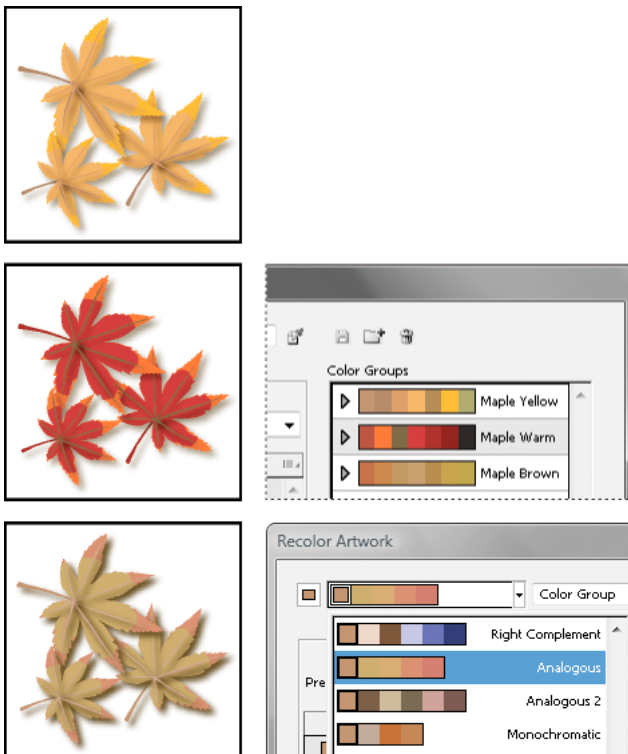 Color Groups
Maple Yellow
Maple Warm
Maple Brown
Recolor Artwork
Color Group
Right Complement
Pre
Analogous
Analogous 2
Monochromatic